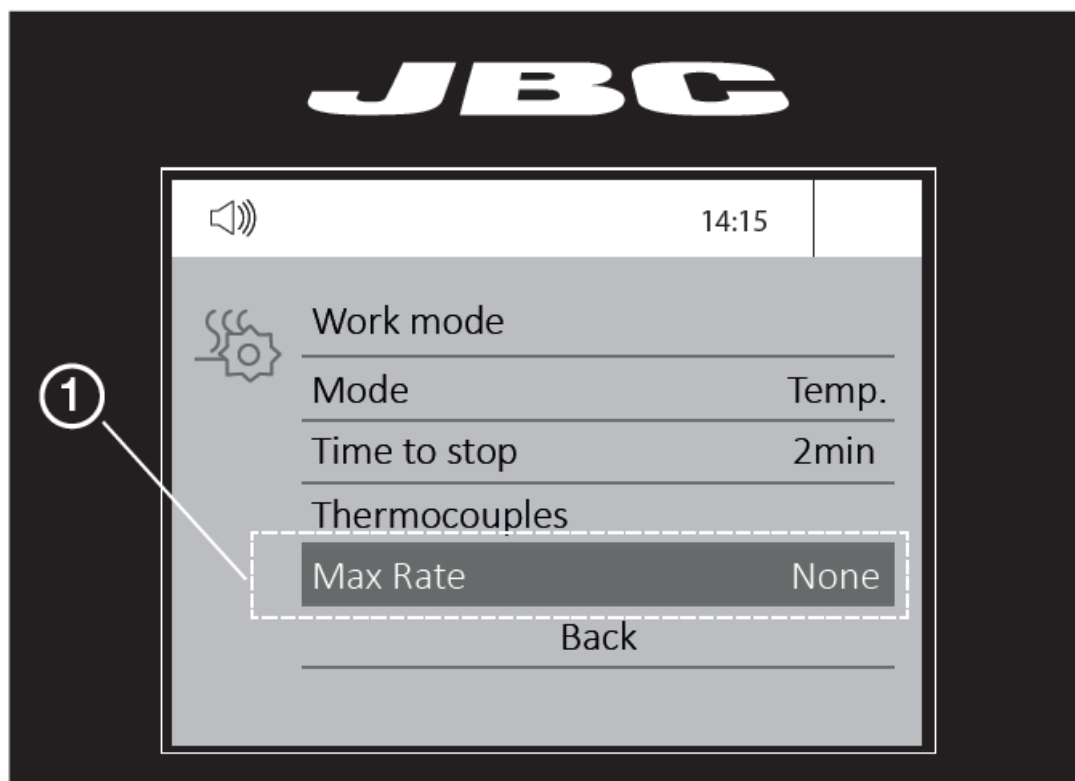 JBC
14:15
Work mode
1
Mode Temp.
Time to stop 2min
Thermocouples
Max Rate None
Back